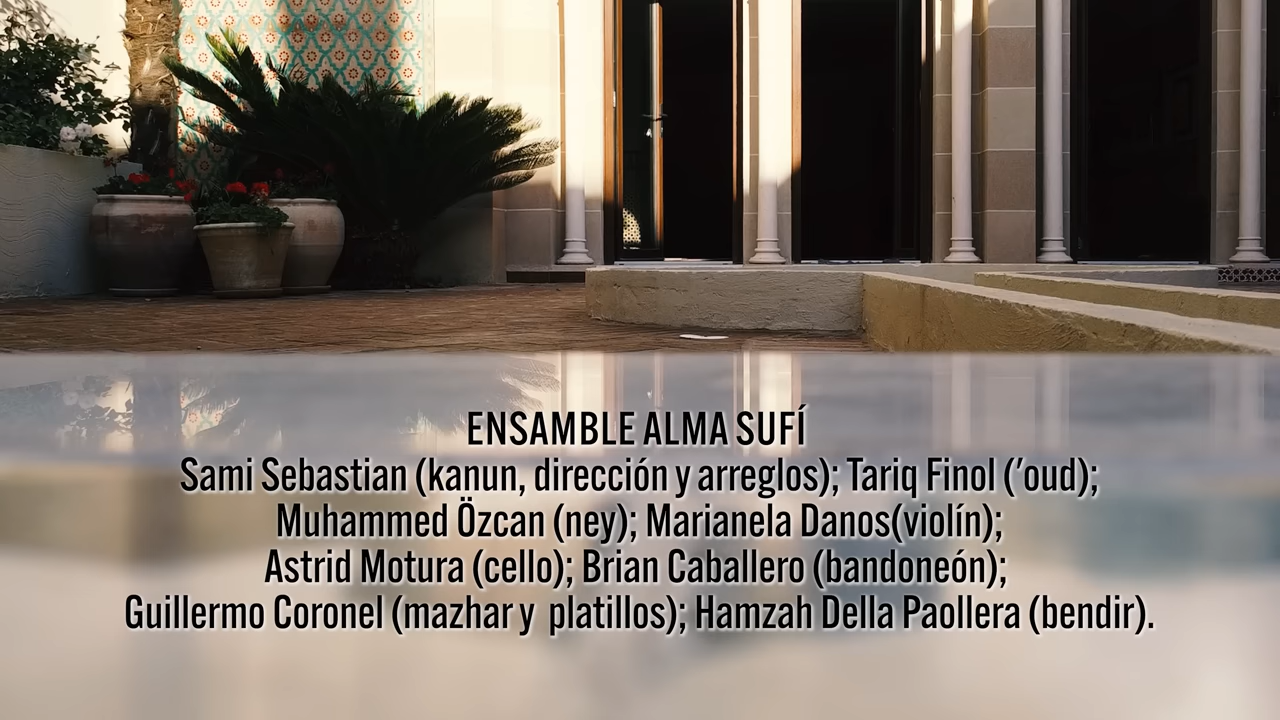 ENSAMBLE ALMA SUFÍ
Sami Sebastian (kanun, dirección y arreglos); Tariq Finol (’oud);
Muhammed Özcan (ney); Marianela Danos(violín);
Astrid Motura (cello); Brian Caballero (bandoneón);
Guillermo Coronel (mazhar y platillos); Hamzah Della Paollera (bendir).